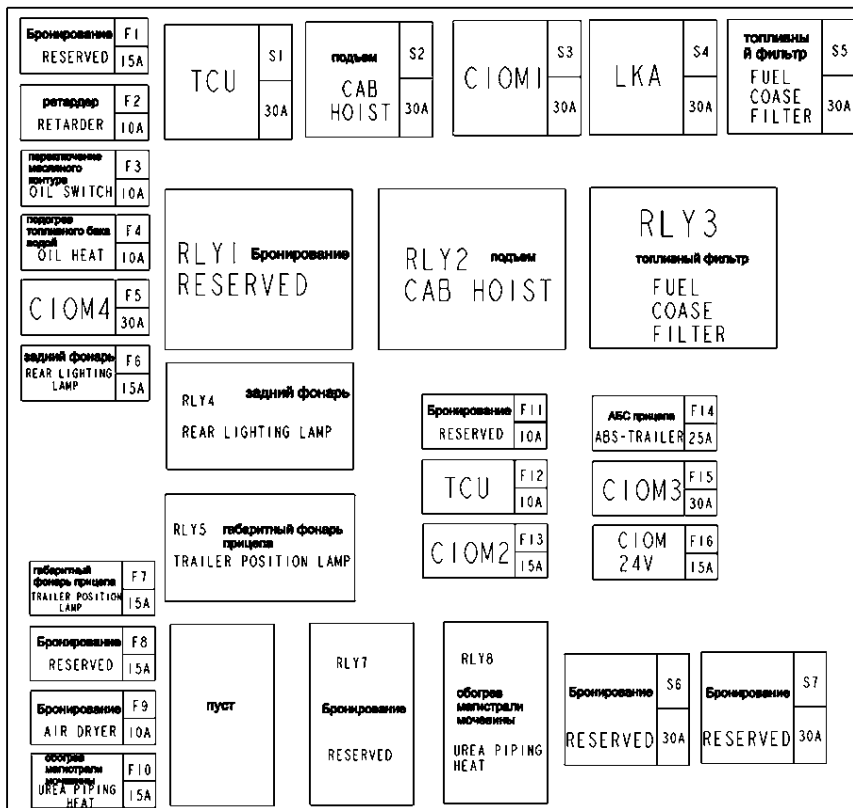 Бронирование
RESERVED
F1
15A
TCU
S1
30A
подъем
CAB
HOIST
S2
30A
CIOM1
S3
30A
LKA
S4
30A
топливны
й фильтр
FUEL
COASE
FILTER
S5
30A
ретардер
RETARDER
F2
10A
переключение
масляного
контура
OIL SWITCH
F3
10A
подогрев
топливного бака
водой
OIL HEAT
F4
10A
CIOM4
F5
30A
задний фонарь
REAR LIGHTING
LAMP
F6
15A
RLY1 Бронирование
RESERVED
RLY2 подъем
CAB HOIST
RLY3
топливный фильтр
FUEL
COASE
FILTER
RLY4 задний фонарь
REAR LIGHTING LAMP
RLY5 габаритный фонарь
прицепа
TRAILER POSITION LAMP
Бронирование
RESERVED
F11
10A
TCU
F12
10A
CIOM2
F13
15A
АБС прицепа
ABS-TRAILER
F14
25A
CIOM3
F15
30A
CIOM
24V
F16
15A
габаритный
фонарь прицепа
TRAILER POSITION
LAMP
F7
15A
Бронирование
RESERVED
F8
15A
Бронирование
AIR DRYER
F9
10A
обогрев
магистрали
мочевины
UREA PIPING
HEAT
F10
15A
пуст
RLY7
Бронирование
RESERVED
RLY8
обогрев
магистрали
мочевины
UREA PIPING
HEAT
Бронирование
RESERVED
S6
30A
Бронирование
RESERVED
S7
30A